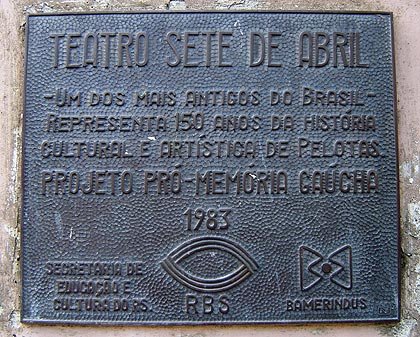 TEATRO SETE DE ABRIL
-UM DOS MAIS ANTIGOS DO BRASIL-
REPRESENTA 150 ANOS DA HISTÓRIA
CULTURAL E ARTÍSTICA DE PELOTAS.
PROJETO PRÓ-MEMÓRIA GAÚCHA
1983
SECRETARIA DE
EDUCAÇÃO E
CULTURA DO RS
RBS
BAMERINDUS